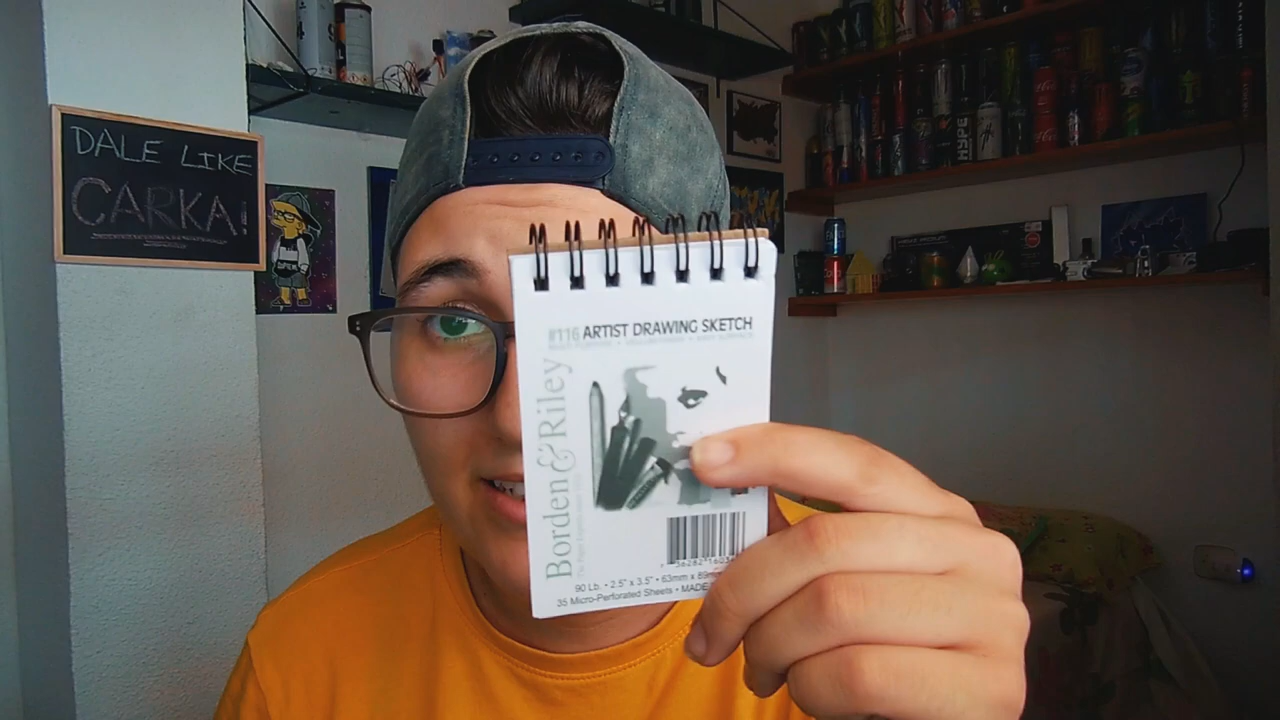 DALE LIKE
CARKA!
#116 ARTIST DRAWING SKETCH
Borden & Riley
90 Lb. • 2.5" x 3.5" • 63mm x 89
35 Micro-Perforated Sheets • MADE
HYPE